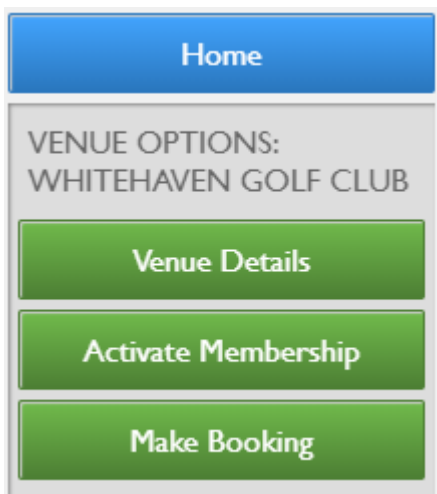 Home
VENUE OPTIONS:
WHITEHAVEN GOLF CLUB
Venue Details
Activate Membership
Make Booking